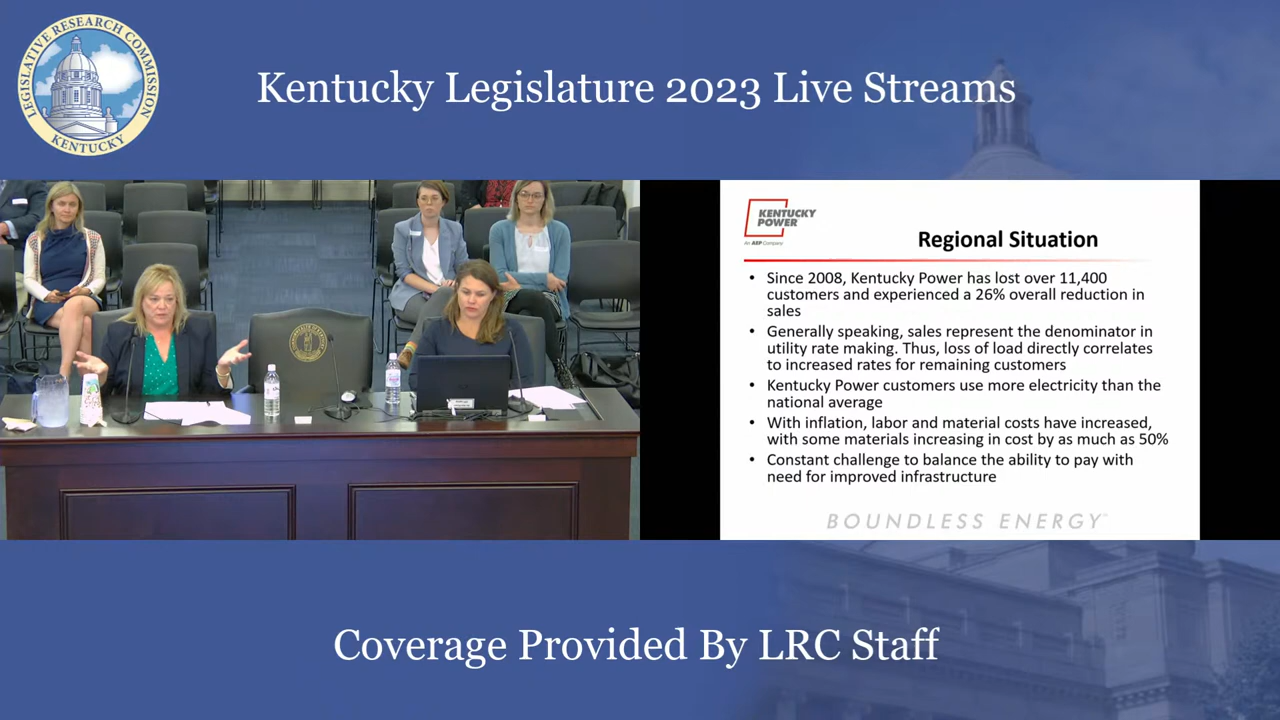 LEGISLATIVE RESEARCH COMMISSION
KENTUCKY
Kentucky Legislature 2023 Live Streams
KENTUCKY
POWER
An AEP Company
Regional Situation
• Since 2008, Kentucky Power has lost over 11,400
customers and experienced a 26% overall reduction in
sales
• Generally speaking, sales represent the denominator in
utility rate making. Thus, loss of load directly correlates
to increased rates for remaining customers
• Kentucky Power customers use more electricity than the
national average
• With inflation, labor and material costs have increased,
with some materials increasing in cost by as much as 50%
• Constant challenge to balance the ability to pay with
need for improved infrastructure
BOUNDLESS ENERGY™
Coverage Provided By LRC Staff